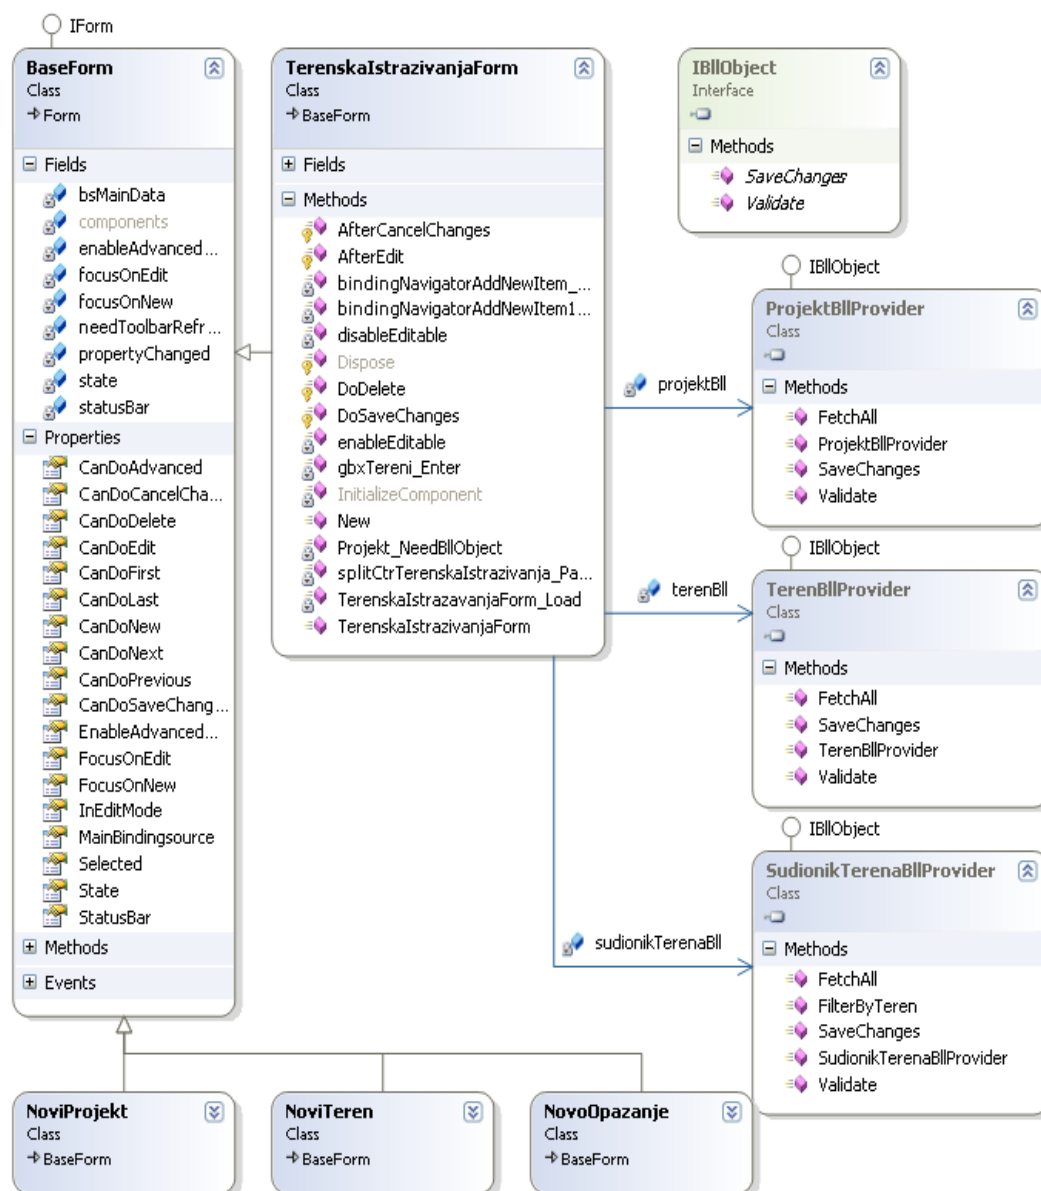 IForm
BaseForm
Class
Form
Fields
bsMainData
components
enableAdvanced...
focusOnEdit
focusOnNew
needToolbarRefr...
propertyChanged
state
statusBar
Properties
CanDoAdvanced
CanDoCancelCha...
CanDoDelete
CanDoEdit
CanDoFirst
CanDoLast
CanDoNew
CanDoNext
CanDoPrevious
CanDoSaveChang...
EnableAdvanced...
FocusOnEdit
FocusOnNew
InEditMode
MainBindingsource
Selected
State
StatusBar
Methods
Events
TerenskaIstrazivanjaForm
Class
BaseForm
Fields
Methods
AfterCancelChanges
AfterEdit
bindingNavigatorAddNewItem_...
bindingNavigatorAddNewItem1...
disableEditable
Dispose
DoDelete
DoSaveChanges
enableEditable
gbxTereni_Enter
InitializeComponent
New
Projekt_NeedBllObject
splitCtrTerenskaIstrazivanja_Pa...
TerenskaIstrazavanjaForm_Load
TerenskaIstrazivanjaForm
IBllObject
Interface
Methods
SaveChanges
Validate
projektBll
IBllObject
ProjektBllProvider
Class
Methods
FetchAll
ProjektBllProvider
SaveChanges
Validate
terenBll
IBllObject
TerenBllProvider
Class
Methods
FetchAll
SaveChanges
TerenBllProvider
Validate
sudionikTerenaBll
IBllObject
SudionikTerenaBllProvider
Class
Methods
FetchAll
FilterByTeren
SaveChanges
SudionikTerenaBllProvider
Validate
NoviProjekt
Class
BaseForm
NoviTeren
Class
BaseForm
NovoOpazanje
Class
BaseForm